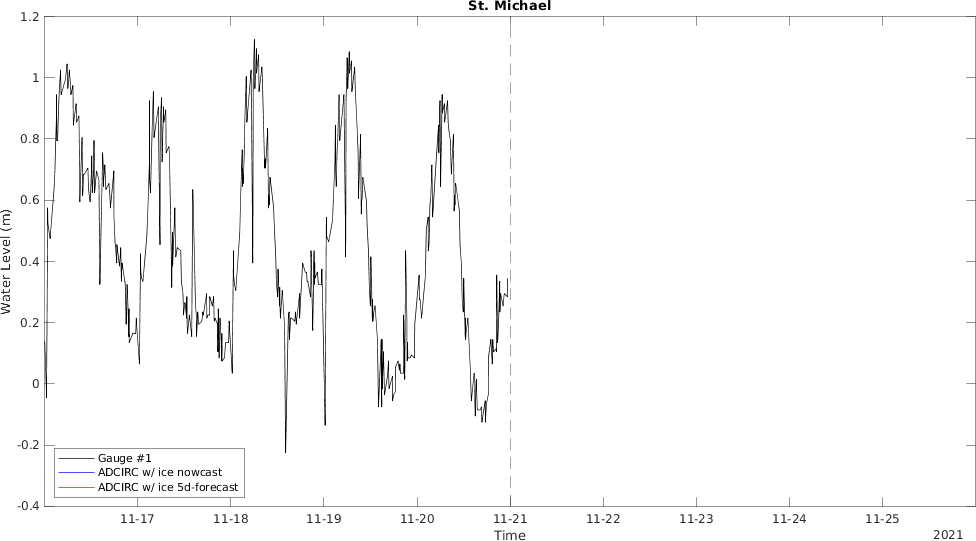 St. Michael
1.2
1
0.8
0.6
0.4
0.2
0
-0.2
-0.4
Water Level (m)
Gauge #1
ADCIRC w/ ice nowcast
ADCIRC w/ ice 5d-forecast
11-17 11-18 11-19 11-20 11-21 11-22 11-23 11-24 11-25
Time
2021